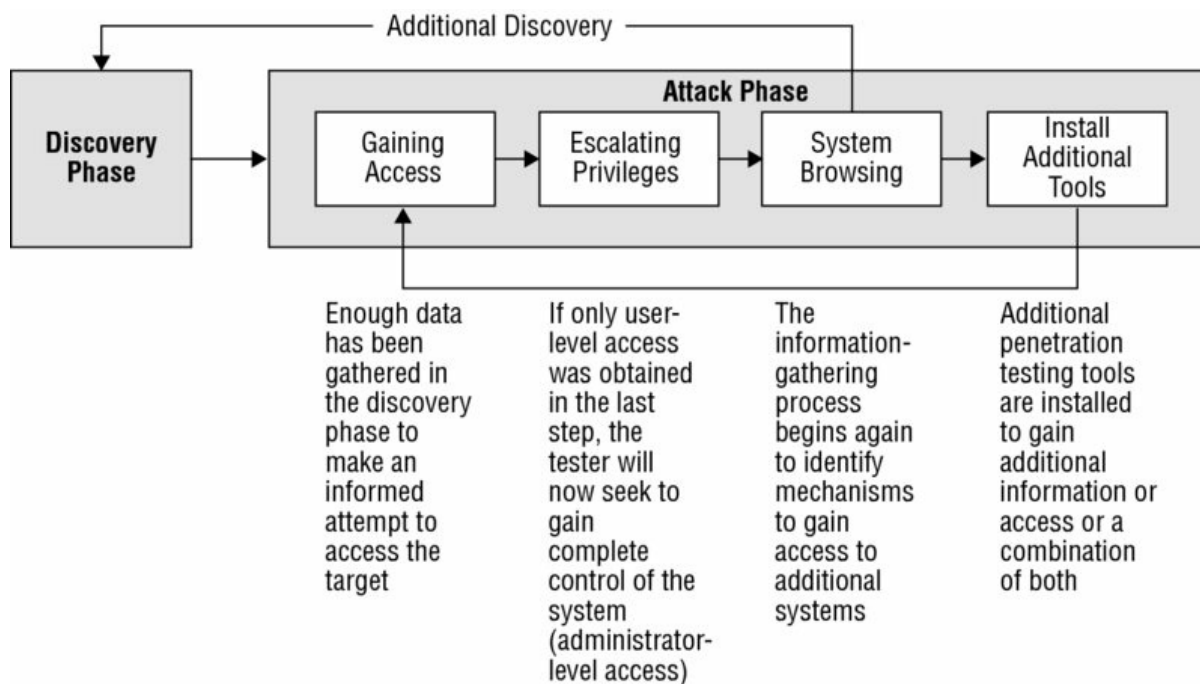 Additional Discovery
Attack Phase
Discovery
Phase
Gaining
Access
Escalating
Privileges
System
Browsing
Install
Additional
Tools
Enough data
has been
gathered in
the discovery
phase to
make an
informed
attempt to
access the
target
If only user-
level access
was obtained
in the last
step, the
tester will
now seek to
gain
complete
control of the
system
(administrator-
level access)
The
information-
gathering
process
begins again
to identify
mechanisms
to gain
access to
additional
systems
Additional
penetration
testing tools
are installed
to gain
additional
information or
access or a
combination
of both